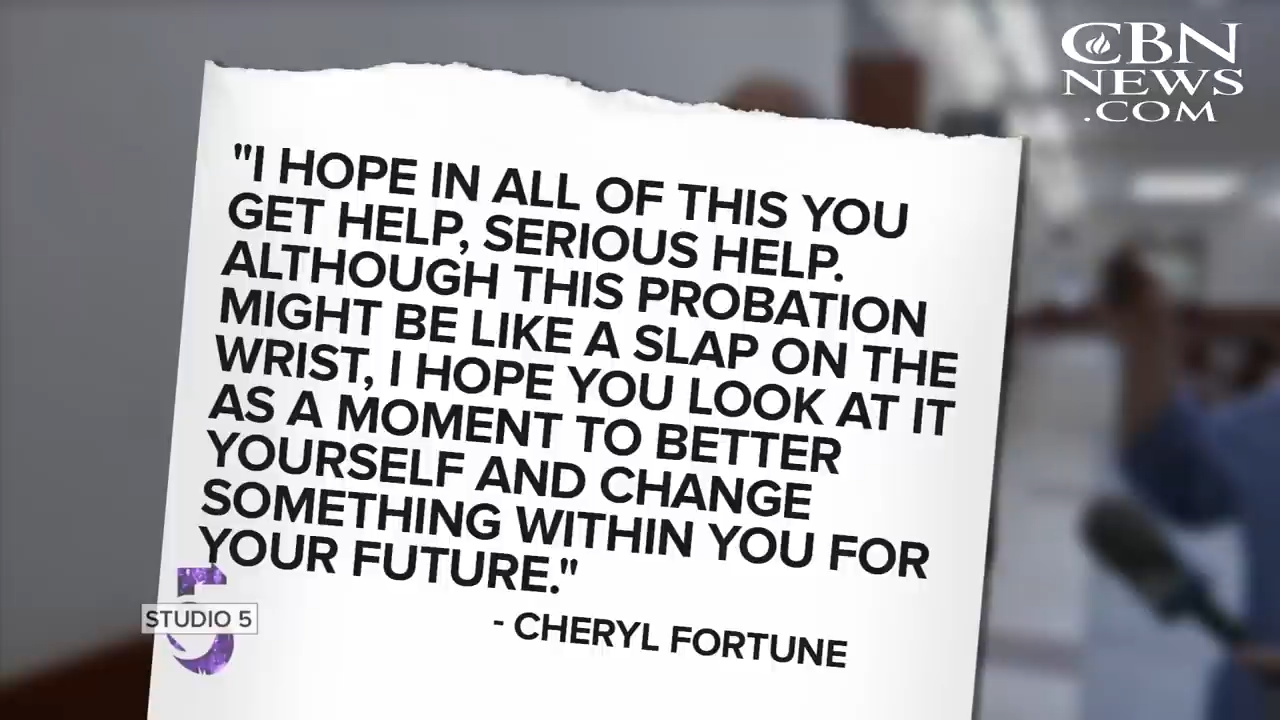 CBN
NEWS
.COM
"I HOPE IN ALL OF THIS YOU
GET HELP, SERIOUS HELP.
ALTHOUGH THIS PROBATION
MIGHT BE LIKE A SLAP ON THE
WRIST, I HOPE YOU LOOK AT IT
AS A MOMENT TO BETTER
YOURSELF AND CHANGE
SOMETHING WITHIN YOU FOR
YOUR FUTURE."
- CHERYL FORTUNE
5
STUDIO 5